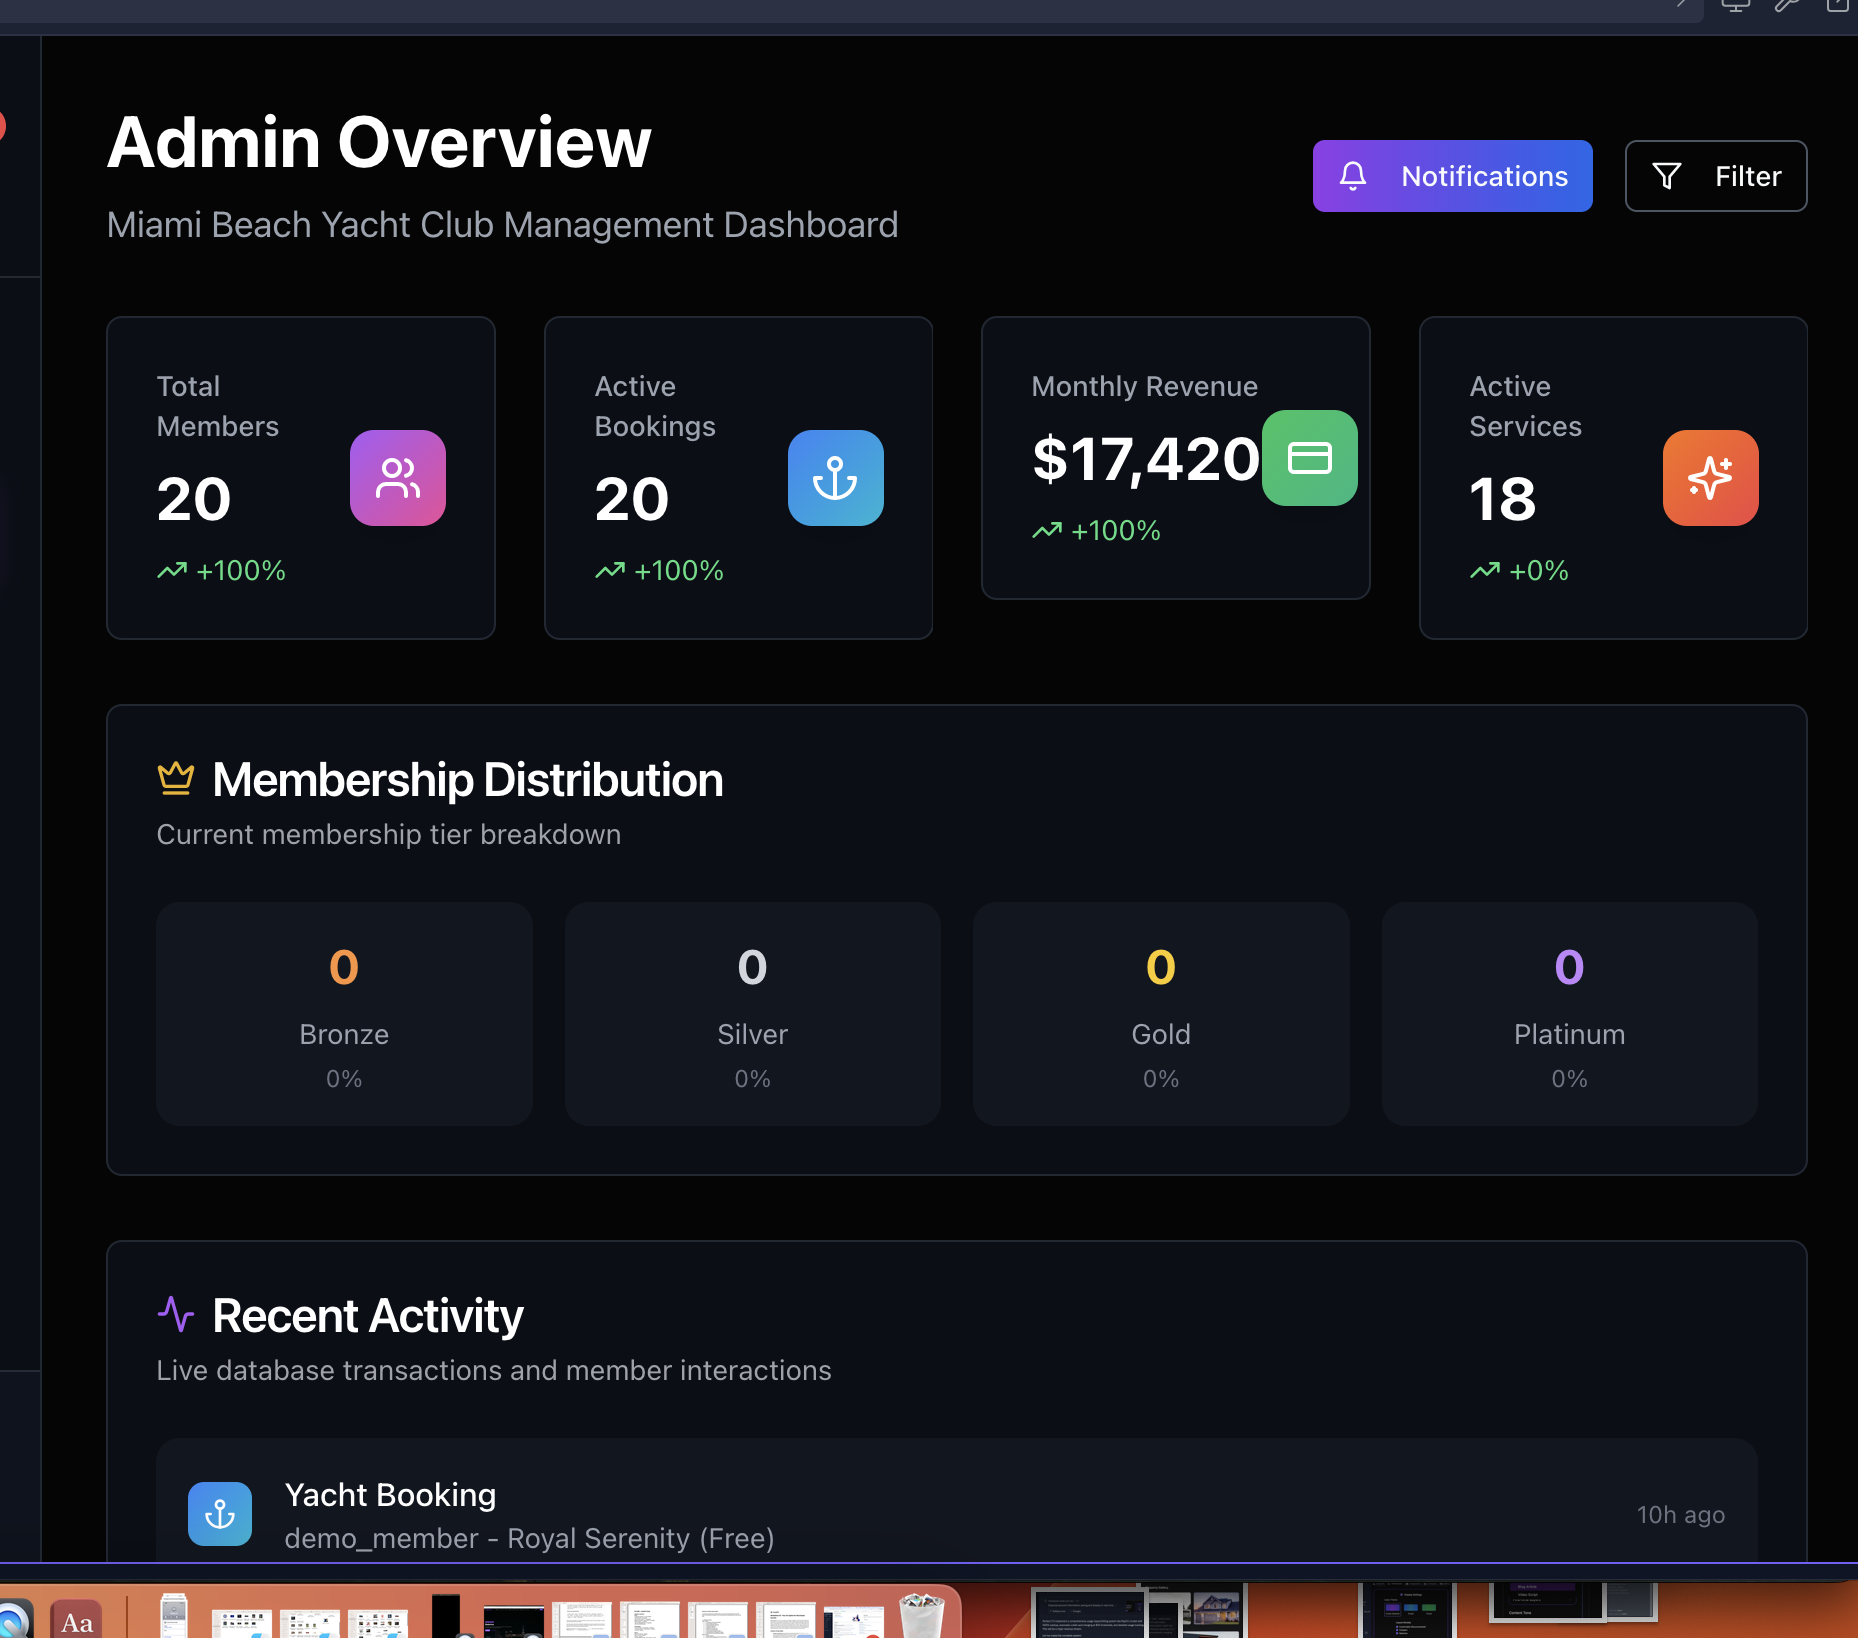 Admin Overview
Miami Beach Yacht Club Management Dashboard
Notifications
Filter
Total
Members
20
+100%
Active
Bookings
20
+100%
Monthly Revenue
$17,420
+100%
Active
Services
18
+0%
Membership Distribution
Current membership tier breakdown
0
Bronze
0%
0
Silver
0%
0
Gold
0%
0
Platinum
0%
Recent Activity
Live database transactions and member interactions
Yacht Booking
demo_member - Royal Serenity (Free)
10h ago
Aa